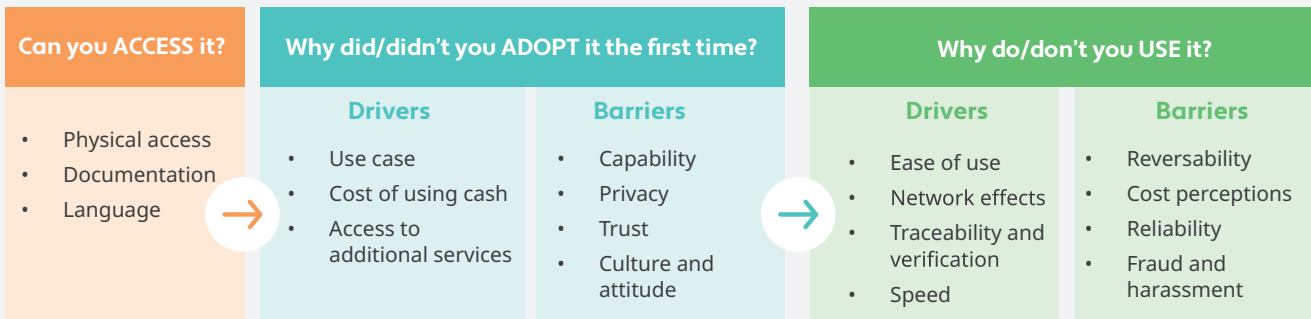 Can you ACCESS it?
• Physical access
• Documentation
• Language
Why did/didn't you ADOPT it the first time?
Drivers
• Use case
• Cost of using cash
• Access to
additional services
Barriers
• Capability
• Privacy
• Trust
• Culture and
attitude
Why do/don't you USE it?
Drivers
• Ease of use
• Network effects
• Traceability and
verification
• Speed
Barriers
• Reversability
• Cost perceptions
• Reliability
• Fraud and
harassment